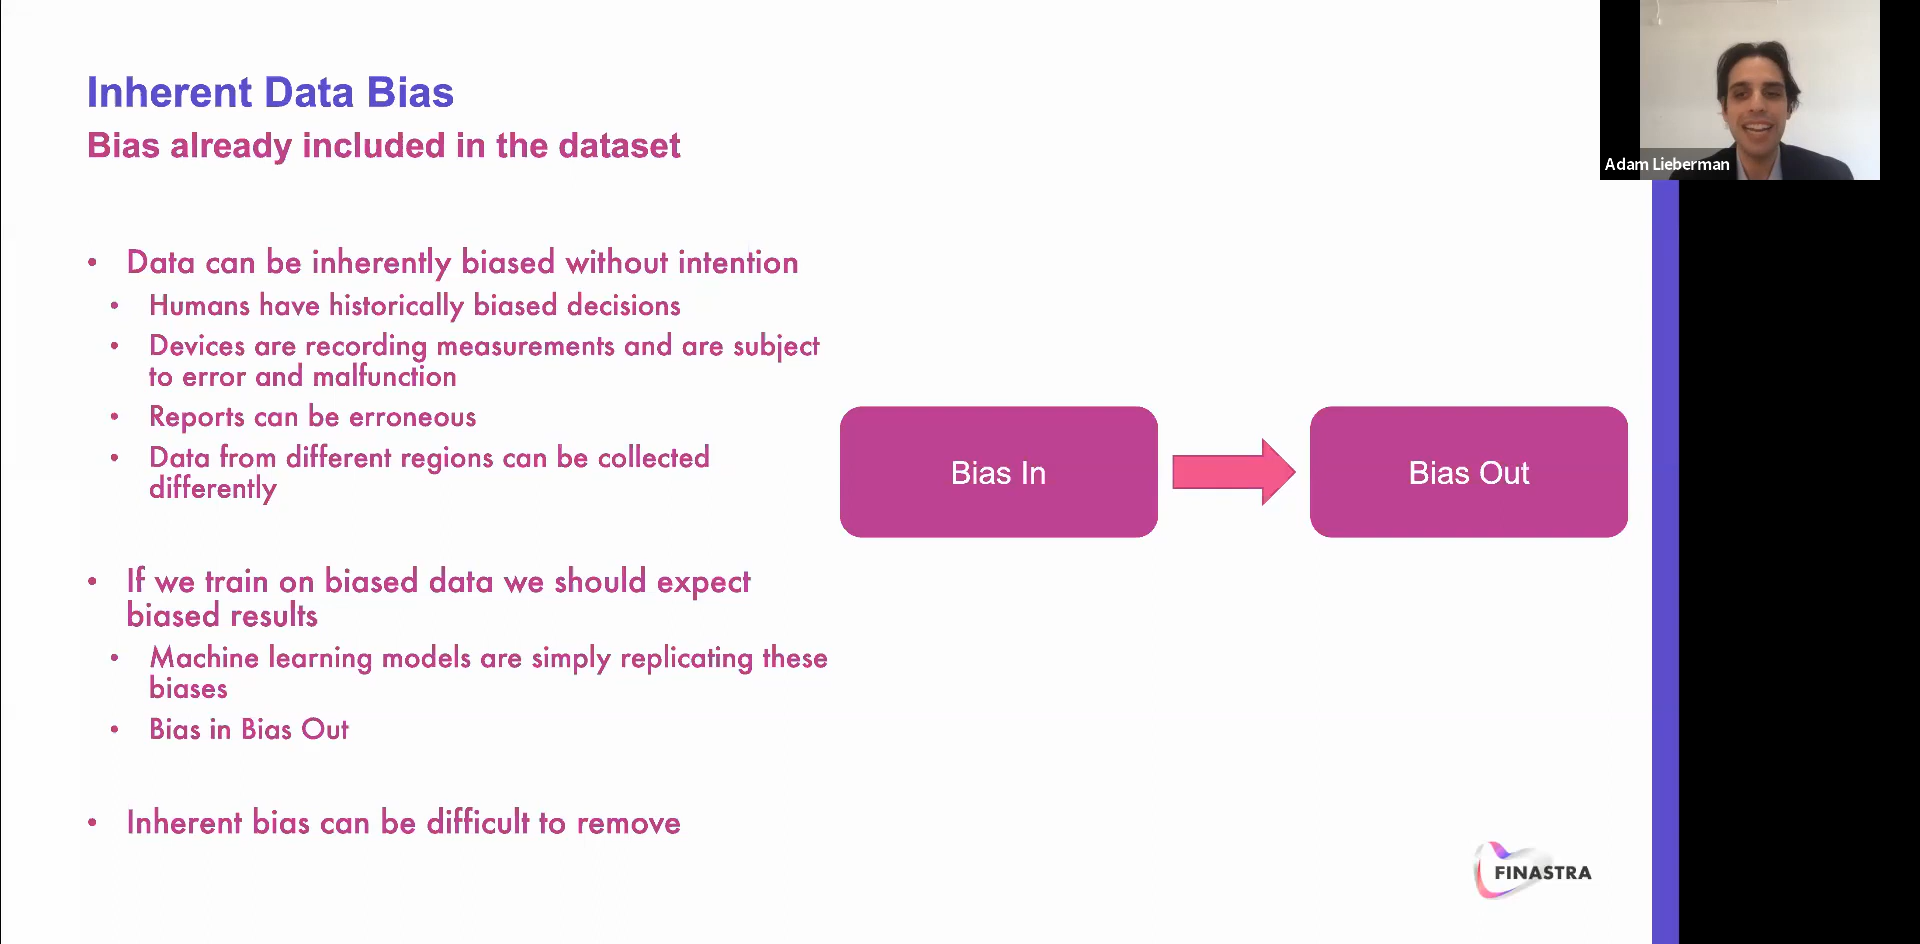 Inherent Data Bias
Bias already included in the dataset
Adam Lieberman
• Data can be inherently biased without intention
• Humans have historically biased decisions
• Devices are recording measurements and are subject
to error and malfunction
• Reports can be erroneous
• Data from different regions can be collected
differently
Bias In
Bias Out
• If we train on biased data we should expect
biased results
• Machine learning models are simply replicating these
biases
• Bias in Bias Out
• Inherent bias can be difficult to remove
FINASTRA